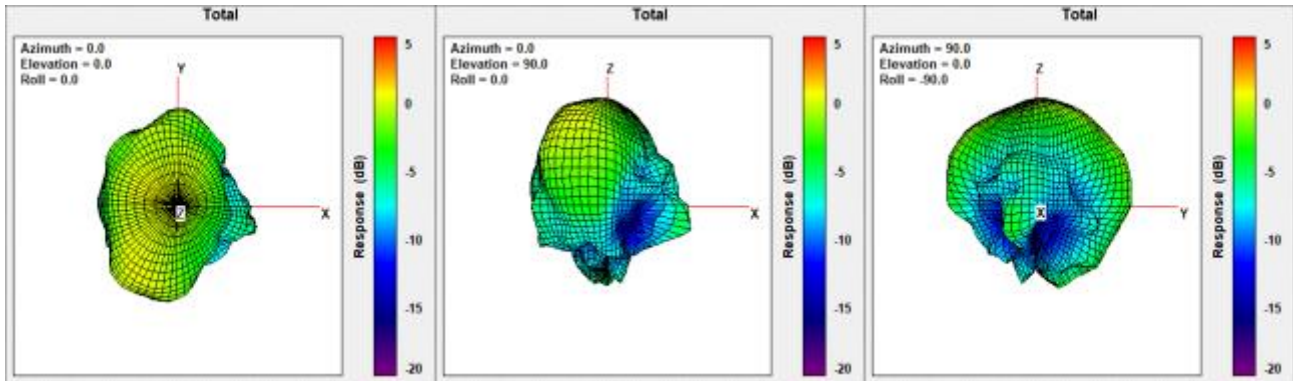 Total
Azimuth = 0.0
Elevation = 0.0
Roll = 0.0
Y
X
Z
Response (dB)
5
0
-5
-10
-15
-20
Total
Azimuth = 0.0
Elevation = 90.0
Roll = 0.0
Z
X
Response (dB)
5
0
-5
-10
-15
-20
Total
Azimuth = 90.0
Elevation = 0.0
Roll = -90.0
Z
X
Y
Response (dB)
5
0
-5
-10
-15
-20